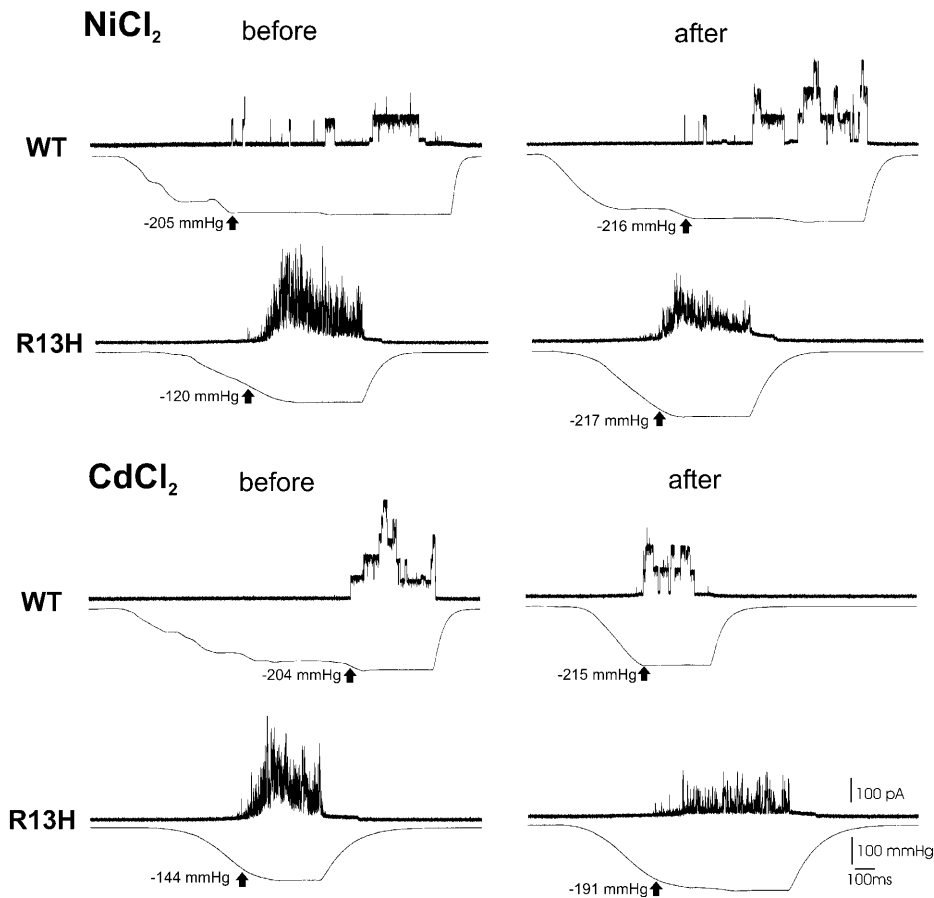 NiCl₂ before after
WT
-205 mmHg -216 mmHg
R13H
-120 mmHg -217 mmHg
CdCl₂ before after
WT
-204 mmHg -215 mmHg
R13H
100 pA
100 mmHg
-144 mmHg -191 mmHg
100ms